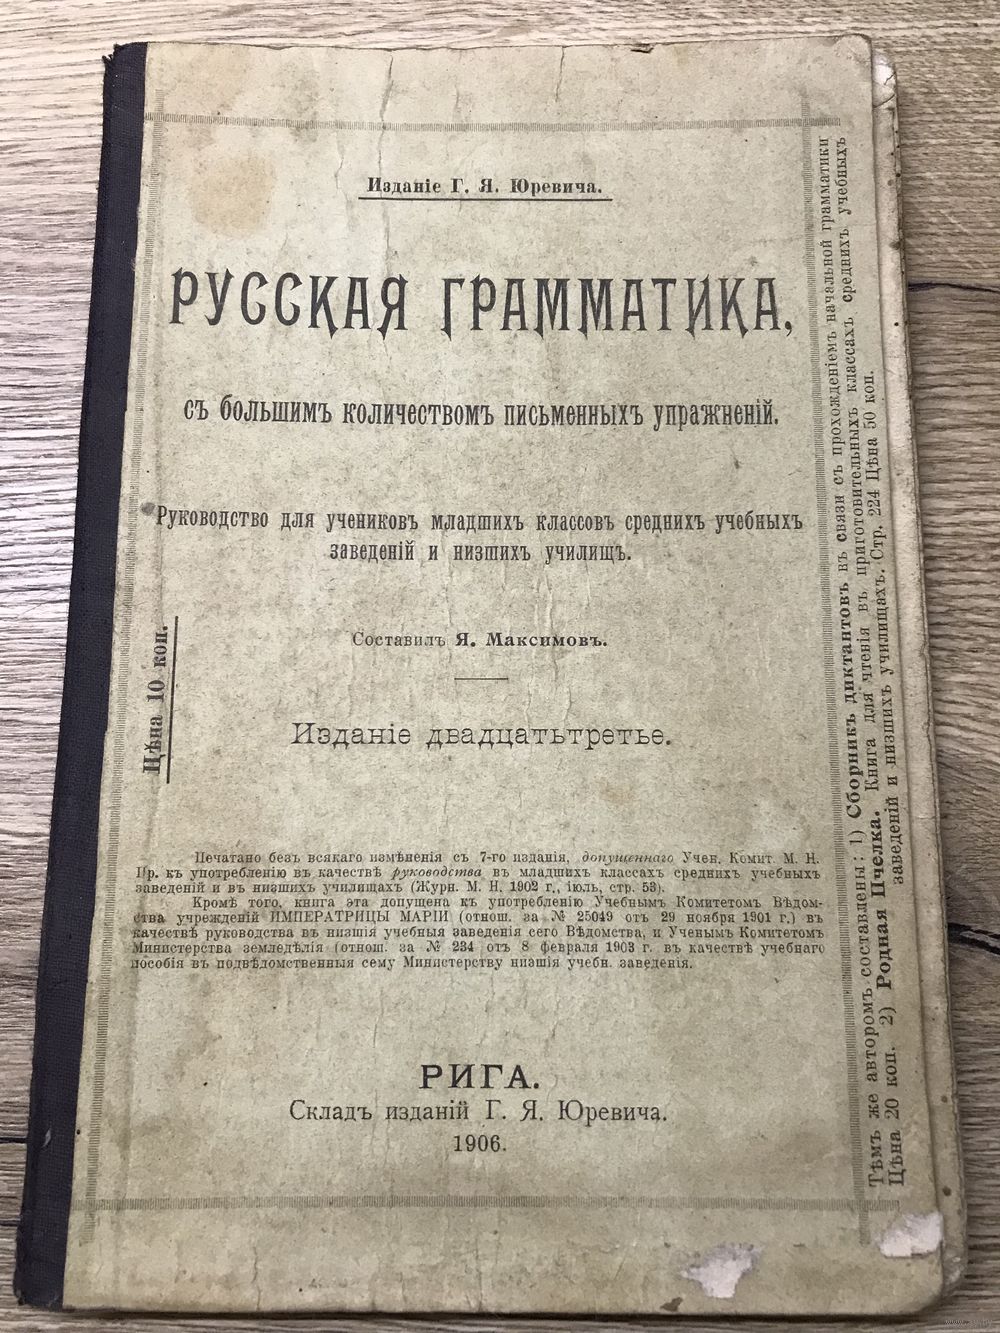 Изданіе Г. Я. Юревича.
РУССКАЯ ГРАММАТИКА,
съ большимъ количествомъ письменныхъ упражненій.
Руководство для учениковъ младшихъ классовъ среднихъ учебныхъ
заведеній и низшихъ училищъ.
Составилъ Я. Максимовъ.
Изданіе двадцатьтретье.
Цѣна 10 коп.
Печатано безъ всякаго измѣненія съ 7-го изданія, допущеннаго Учен. Комит. М. Н.
Пр. къ употребленію въ качествѣ руководства въ младшихъ классахъ среднихъ учебныхъ
заведеній и въ низшихъ училищахъ (Журн. М. Н. 1902 г., іюль, стр. 53).
Кромѣ того, книга эта допущена къ употребленію Учебнымъ Комитетомъ Вѣдом-
ства учрежденій ИМПЕРАТРИЦЫ МАРІИ (отнош. за № 25049 отъ 29 ноября 1901 г.) въ
качествѣ руководства въ низшія учебныя заведенія сего Вѣдомства, и Ученымъ Комитетомъ
Министерства земледѣлія (отнош. за № 234 отъ 8 февраля 1903 г. въ качествѣ учебнаго
пособія въ подвѣдомственныя сему Министерству низшія учебн. заведенія.
РИГА.
Складъ изданій Г. Я. Юревича.
1906.
Тѣмъ же авторомъ составлены: 1) Сборникъ диктантовъ въ связи съ прохожденіемъ начальной грамматики
Цѣна 20 коп. 2) Родная Пчелка. Книга для чтенія въ приготовительныхъ классахъ среднихъ учебныхъ
заведеній и низшихъ училищахъ. Стр. 224 Цѣна 50 коп.